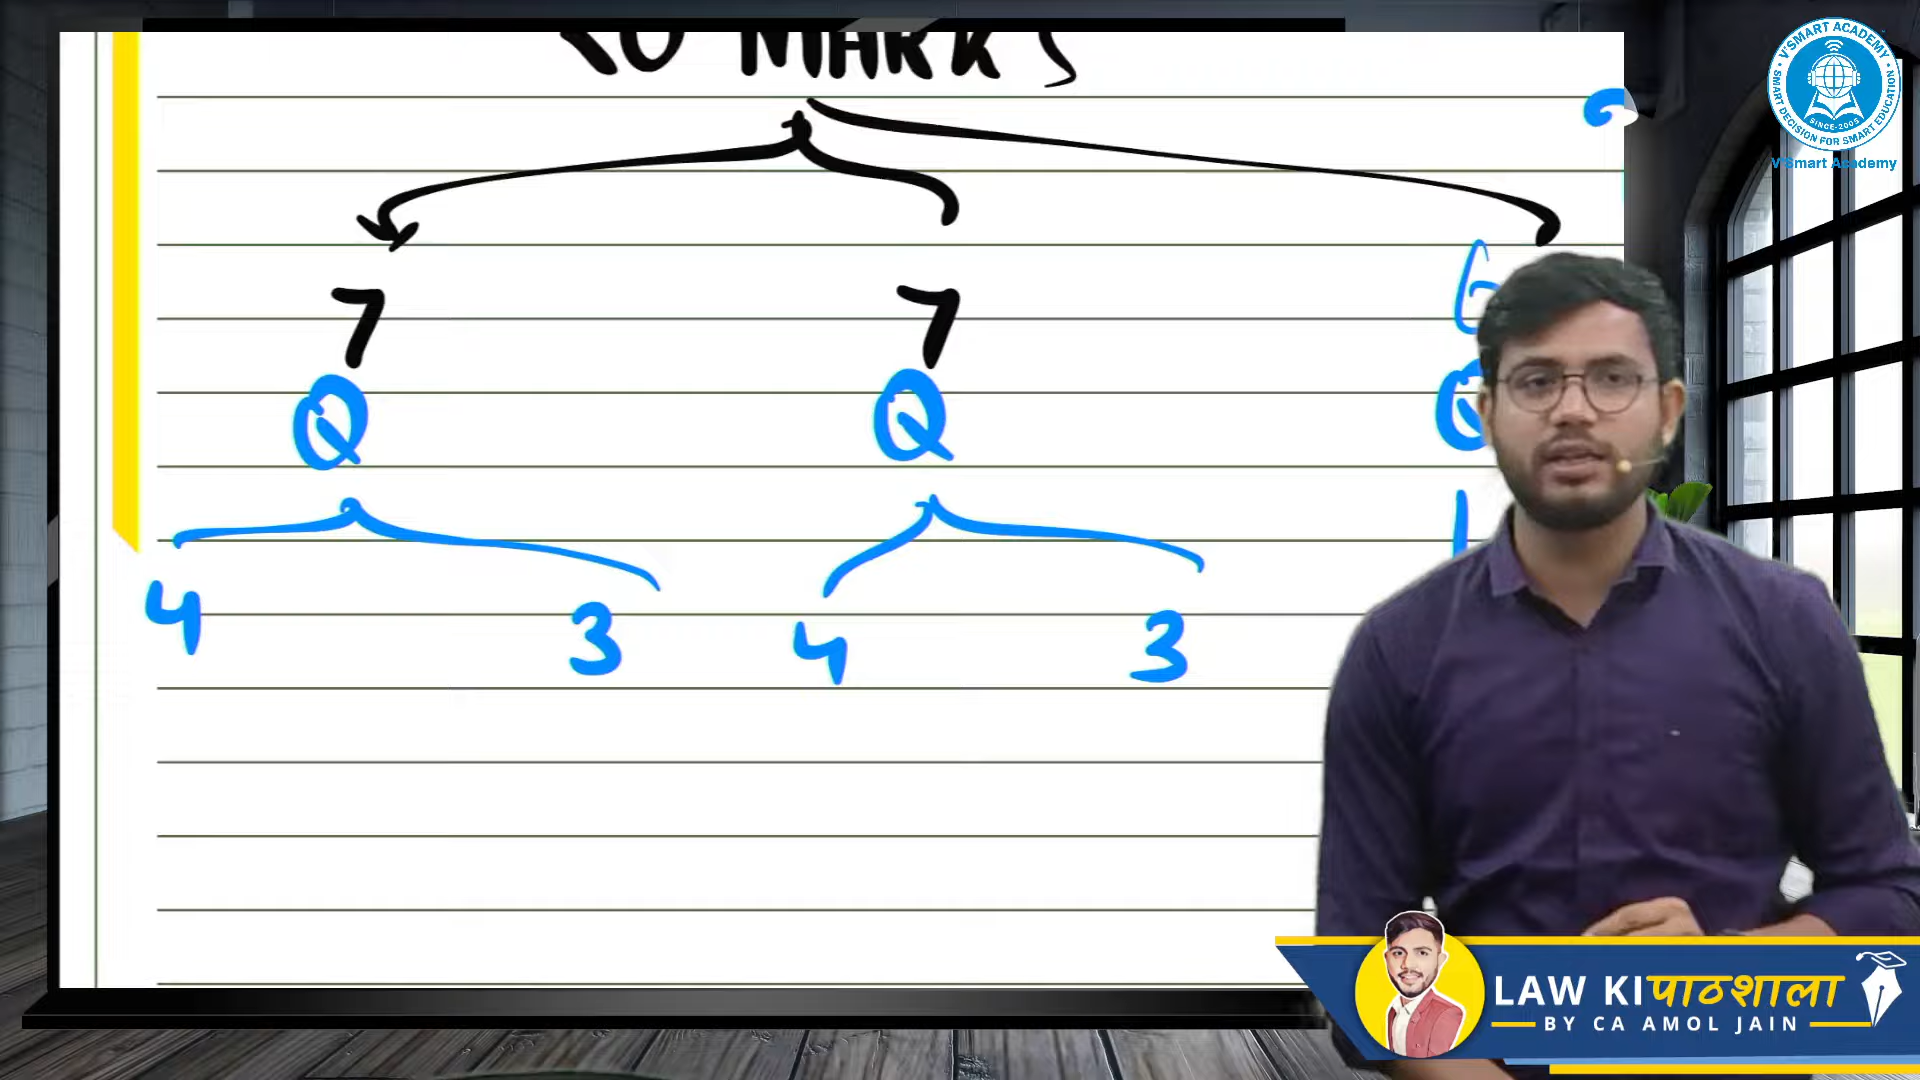 MARKS
7 7 6
Q Q Q
4 3 4 3
V'SMART ACADEMY
SMART DECISION FOR SMART EDUCATION
SINCE-2005
V'Smart Academy
LAW KI पाठशाला
BY CA AMOL JAIN